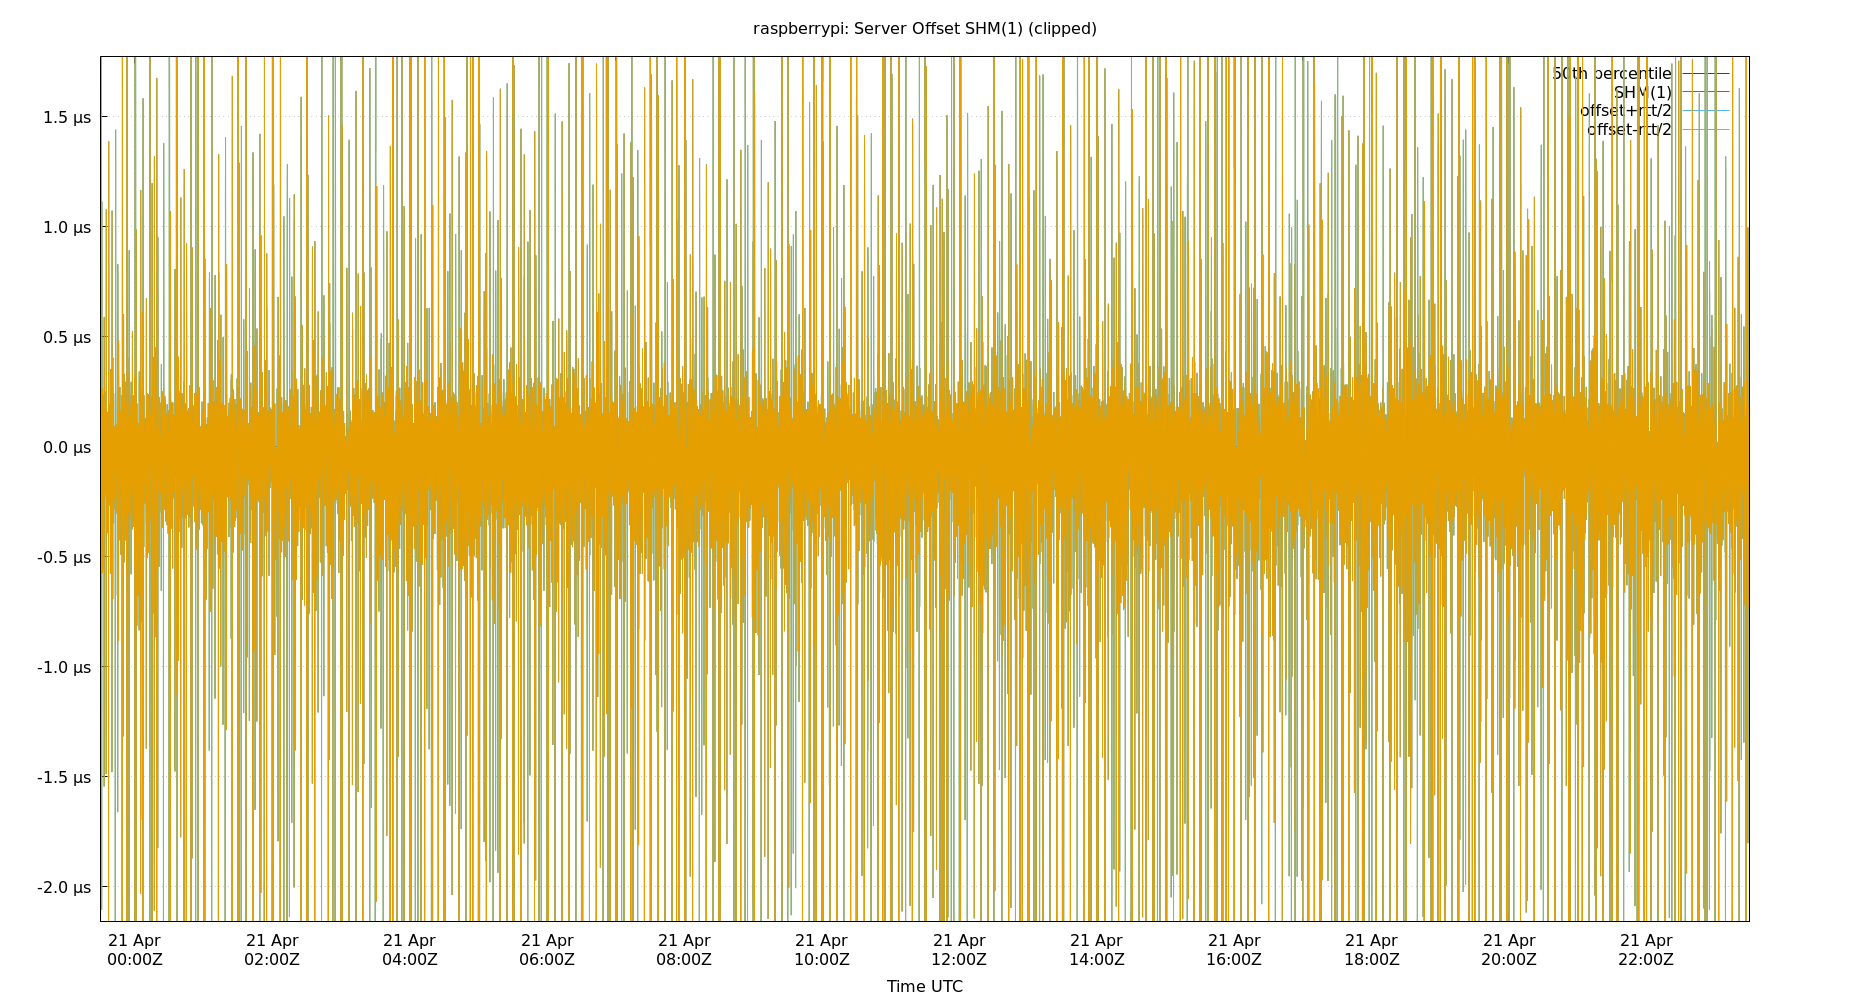 raspberrypi: Server Offset SHM(1) (clipped)
50th percentile
SHM(1)
offset+rtt/2
offset-rtt/2
1.5 µs
1.0 µs
0.5 µs
0.0 µs
-0.5 µs
-1.0 µs
-1.5 µs
-2.0 µs
21 Apr 21 Apr 21 Apr 21 Apr 21 Apr 21 Apr 21 Apr 21 Apr 21 Apr 21 Apr 21 Apr 21 Apr
00:00Z 02:00Z 04:00Z 06:00Z 08:00Z 10:00Z 12:00Z 14:00Z 16:00Z 18:00Z 20:00Z 22:00Z
Time UTC